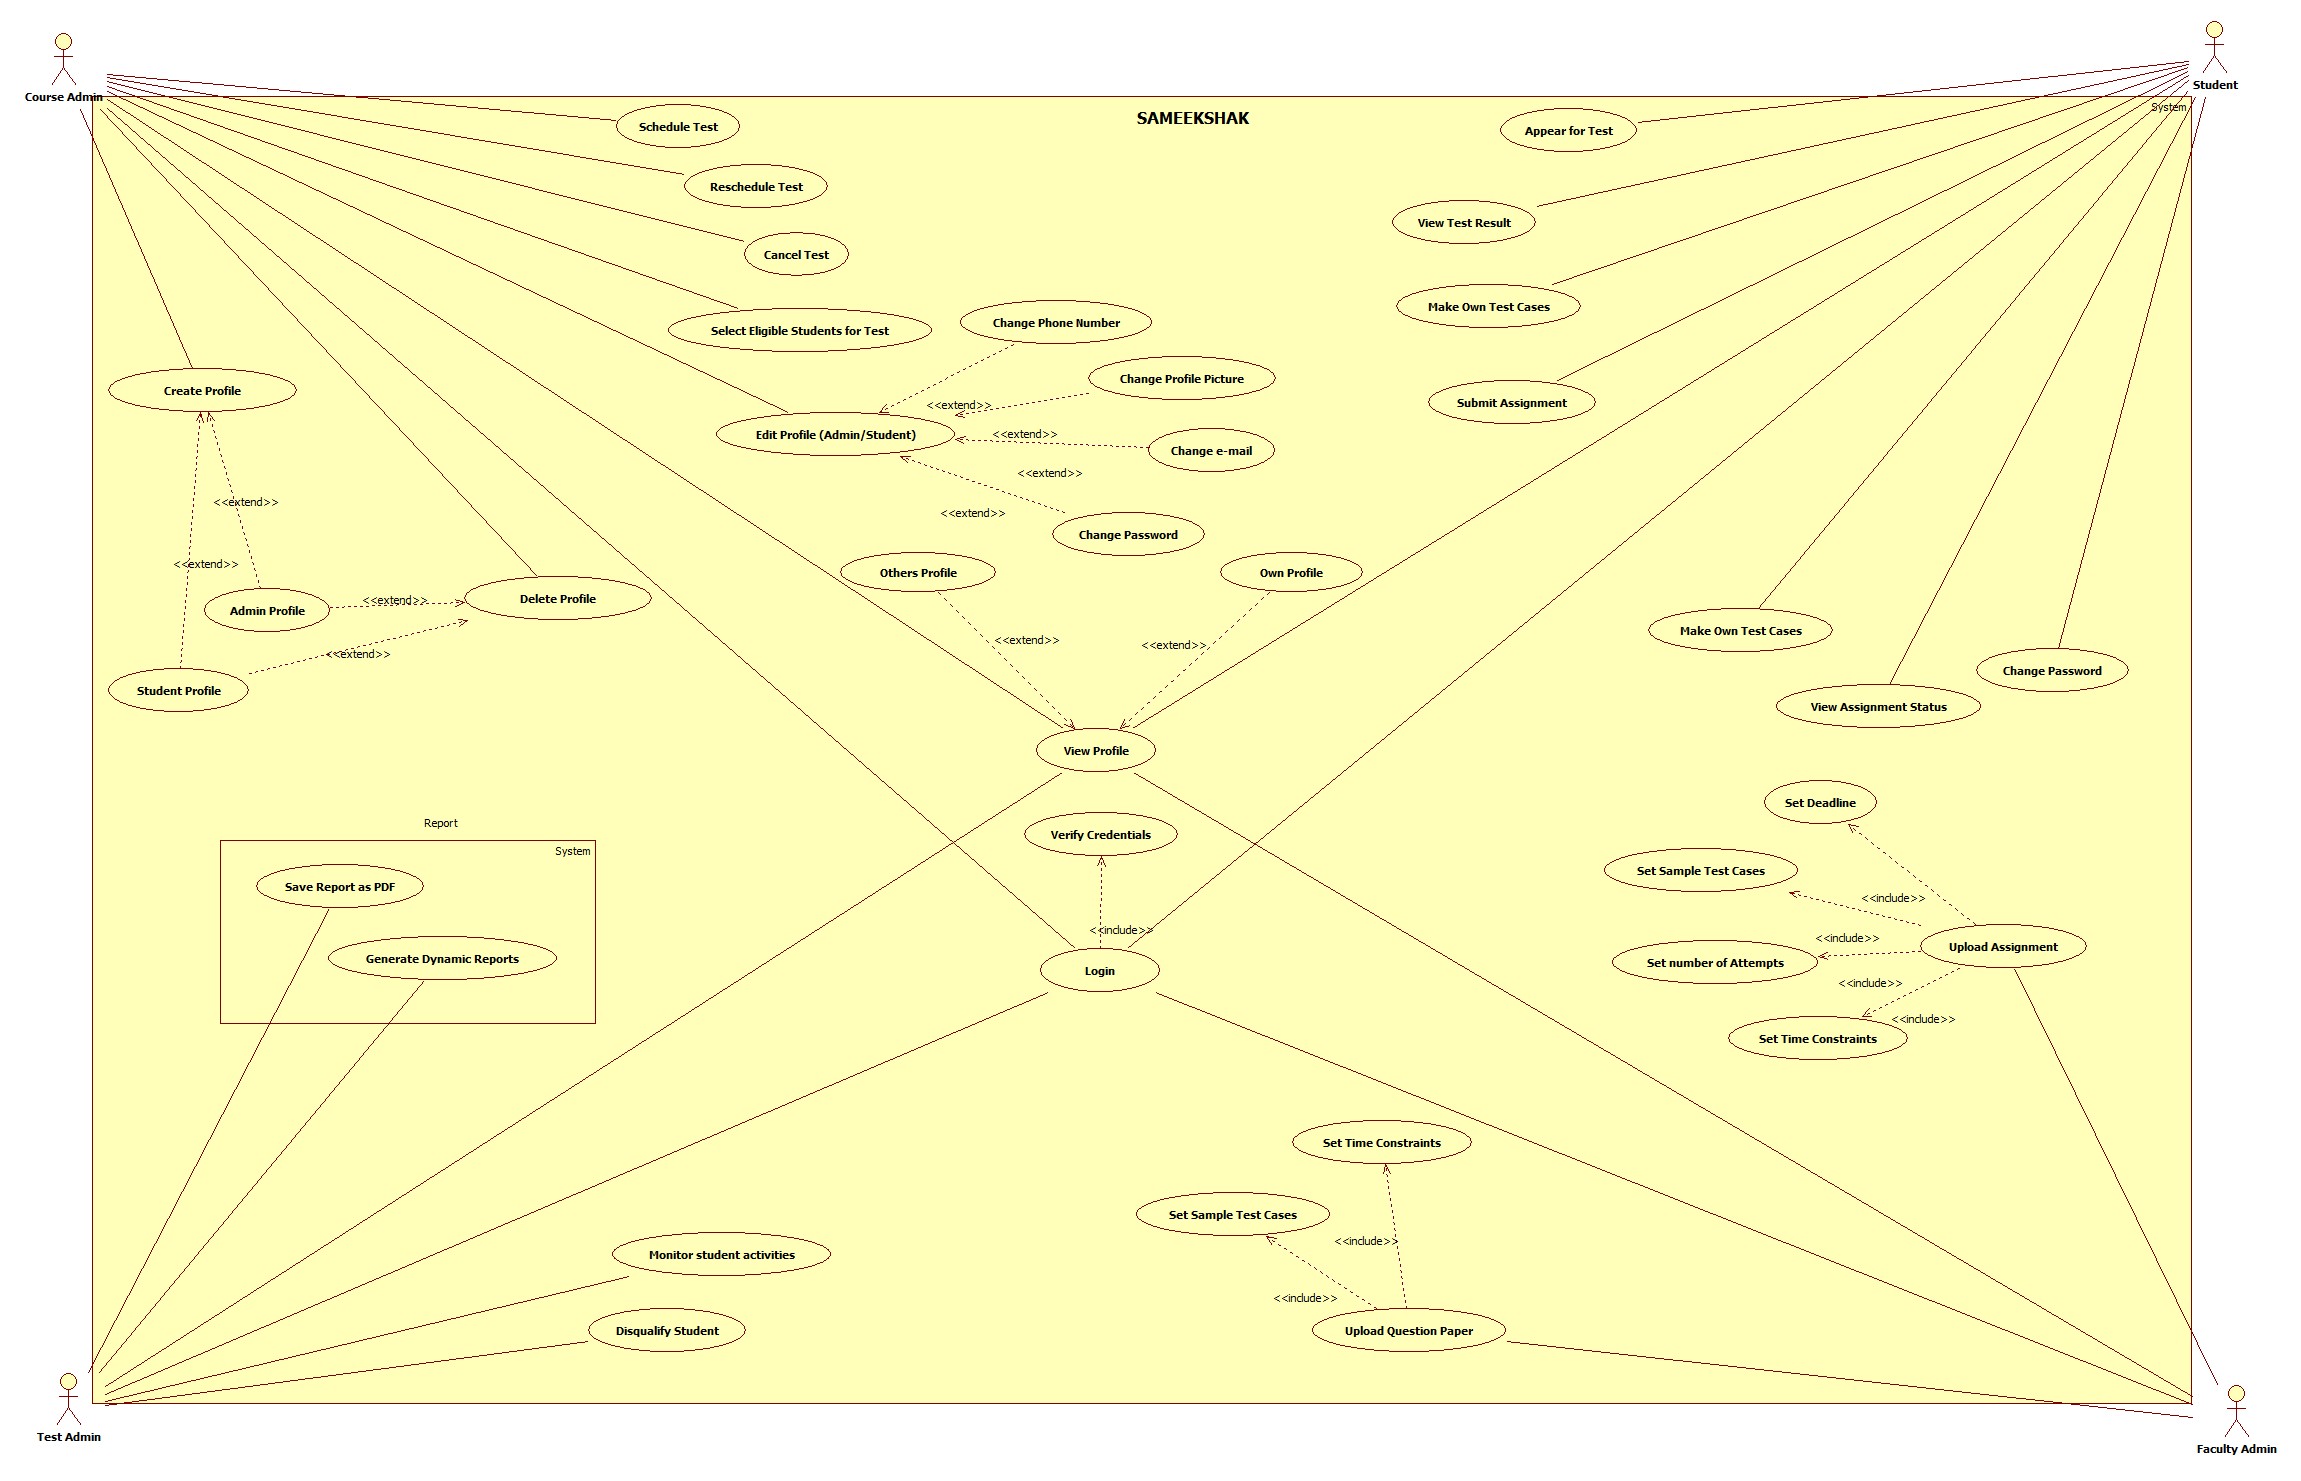 Course Admin
Student
System
SAMEEKSHAK
Schedule Test
Appear for Test
Reschedule Test
View Test Result
Cancel Test
Make Own Test Cases
Select Eligible Students for Test
Change Phone Number
Change Profile Picture
Create Profile
Submit Assignment
<<extend>>
Edit Profile (Admin/Student)
<<extend>>
Change e-mail
<<extend>>
<<extend>>
<<extend>>
Change Password
<<extend>>
Others Profile
Own Profile
Admin Profile
<<extend>>
Delete Profile
Make Own Test Cases
<<extend>>
<<extend>>
<<extend>>
Change Password
Student Profile
View Assignment Status
View Profile
Set Deadline
Report
System
Verify Credentials
Set Sample Test Cases
Save Report as PDF
<<include>>
<<include>>
<<include>>
Upload Assignment
Generate Dynamic Reports
Set number of Attempts
Login
<<include>>
<<include>>
Set Time Constraints
Set Time Constraints
Set Sample Test Cases
<<include>>
Monitor student activities
<<include>>
Disqualify Student
Upload Question Paper
Test Admin
Faculty Admin